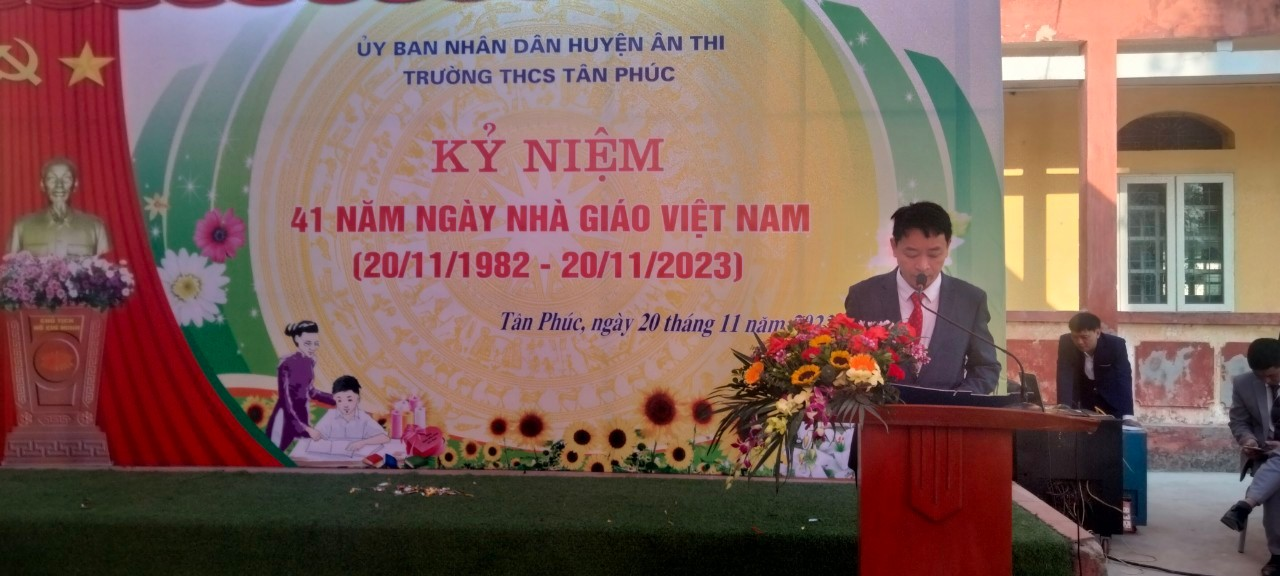 ỦY BAN NHÂN DÂN HUYỆN ÂN THI
TRƯỜNG THCS TÂN PHÚC
KỶ NIỆM
41 NĂM NGÀY NHÀ GIÁO VIỆT NAM
(20/11/1982 - 20/11/2023)
Tân Phúc, ngày 20 tháng 11 năm